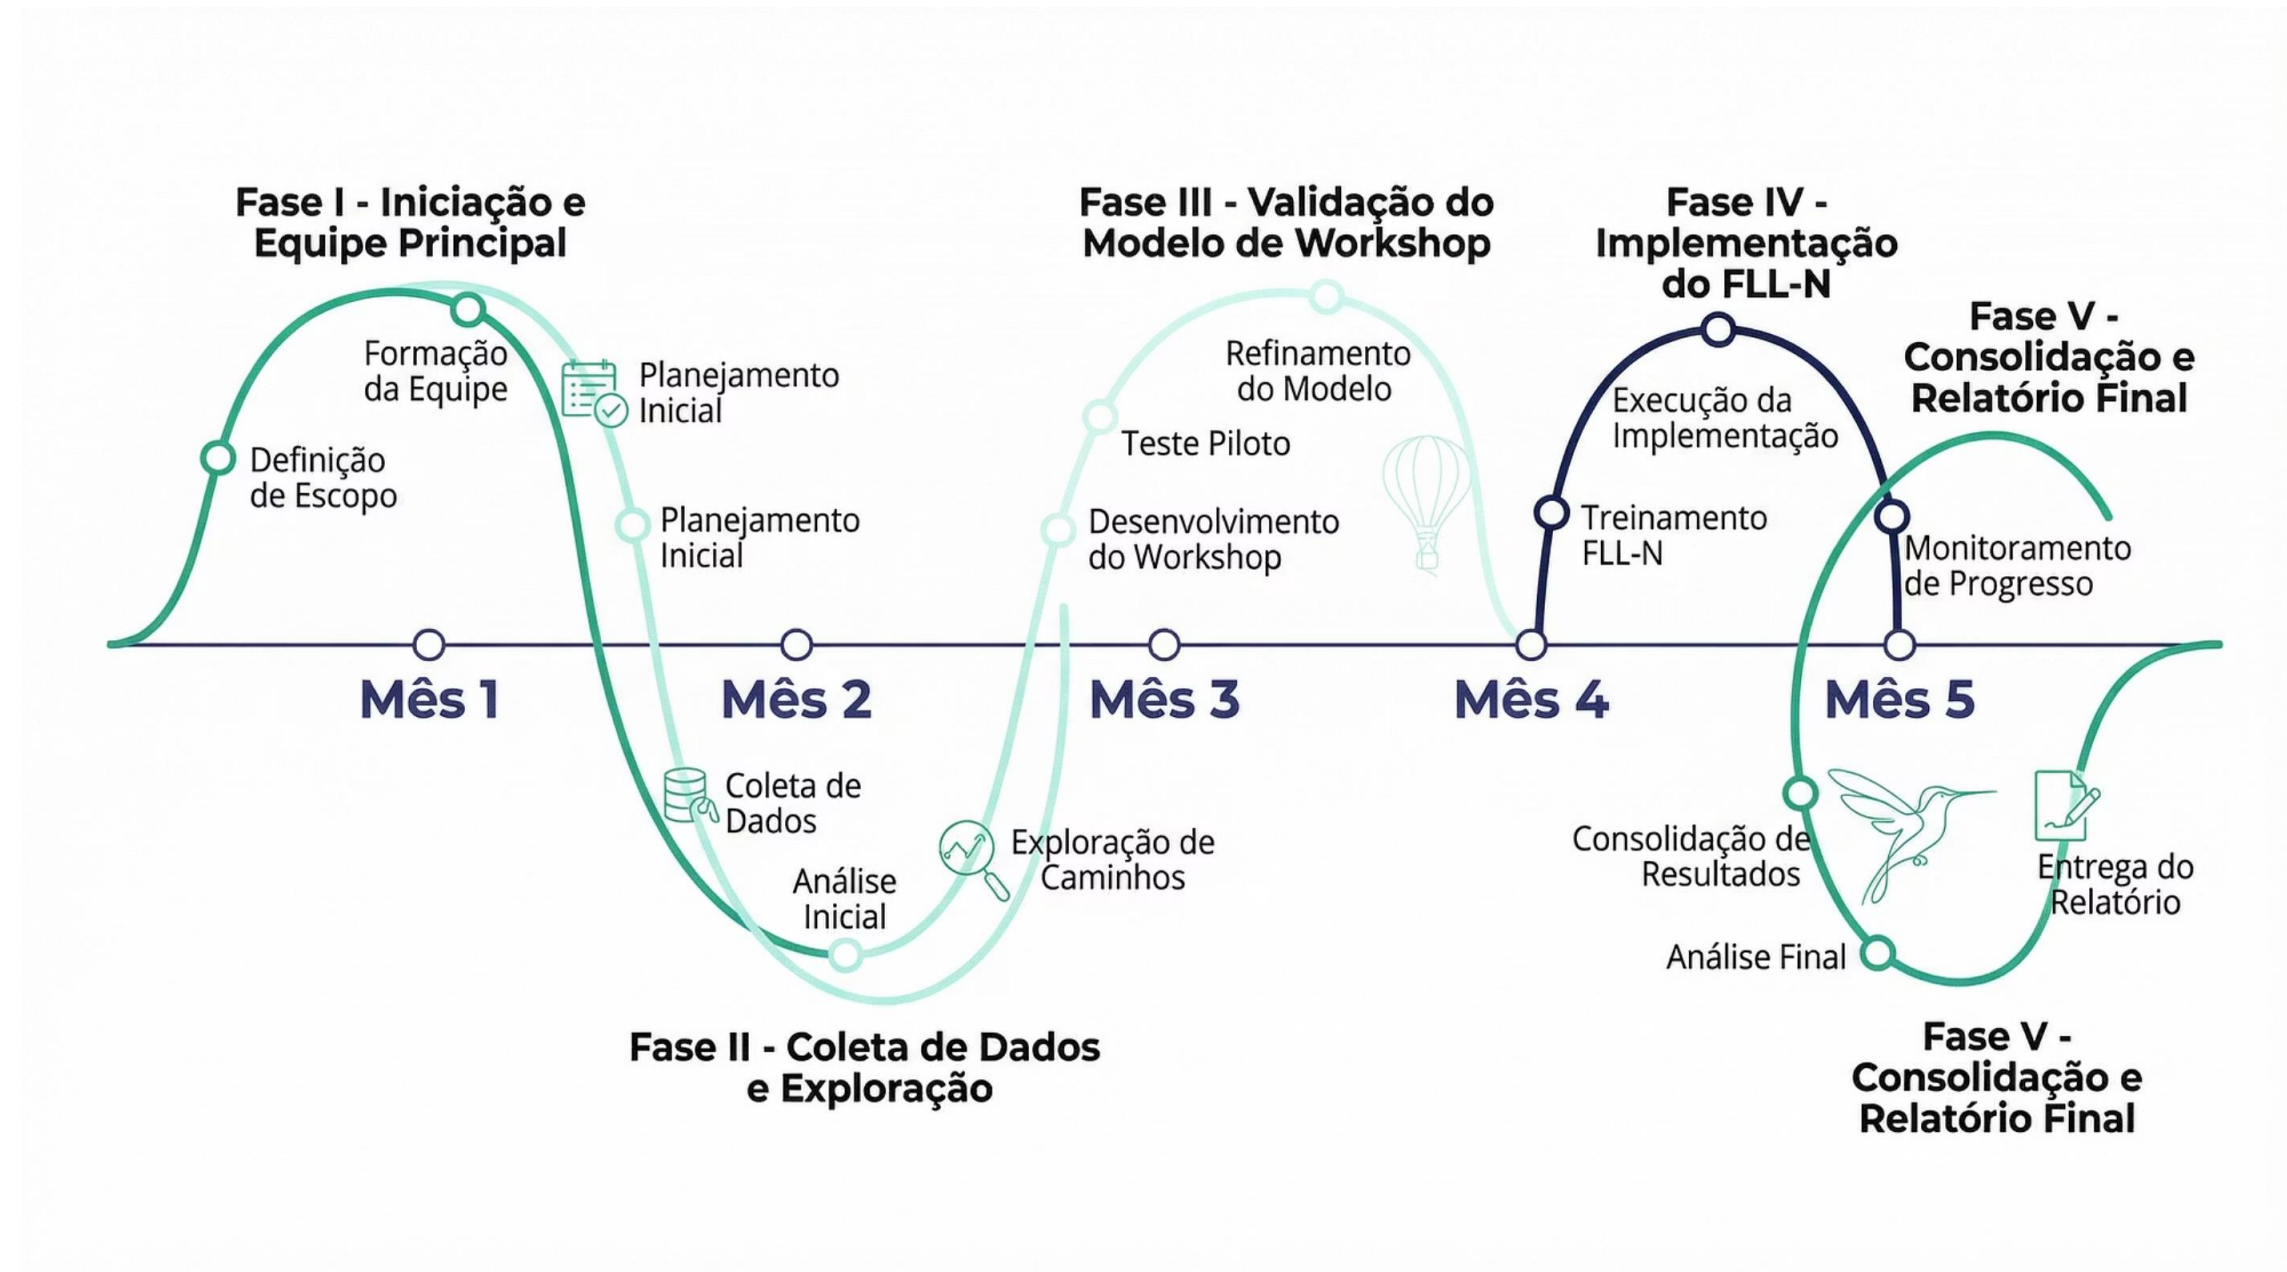 Fase I - Iniciação e
Equipe Principal
Formação
da Equipe
Definição
de Escopo
Planejamento
Inicial
Planejamento
Inicial
Fase III - Validação do
Modelo de Workshop
Refinamento
do Modelo
Teste Piloto
Desenvolvimento
do Workshop
Fase IV -
Implementação
do FLL-N
Execução da
Implementação
Treinamento
FLL-N
Fase V -
Consolidação e
Relatório Final
Monitoramento
de Progresso
Mês 1
Mês 2
Mês 3
Mês 4
Mês 5
Coleta de
Dados
Análise
Inicial
Exploração de
Caminhos
Fase II - Coleta de Dados
e Exploração
Consolidação de
Resultados
Análise Final
Entrega do
Relatório
Fase V -
Consolidação e
Relatório Final